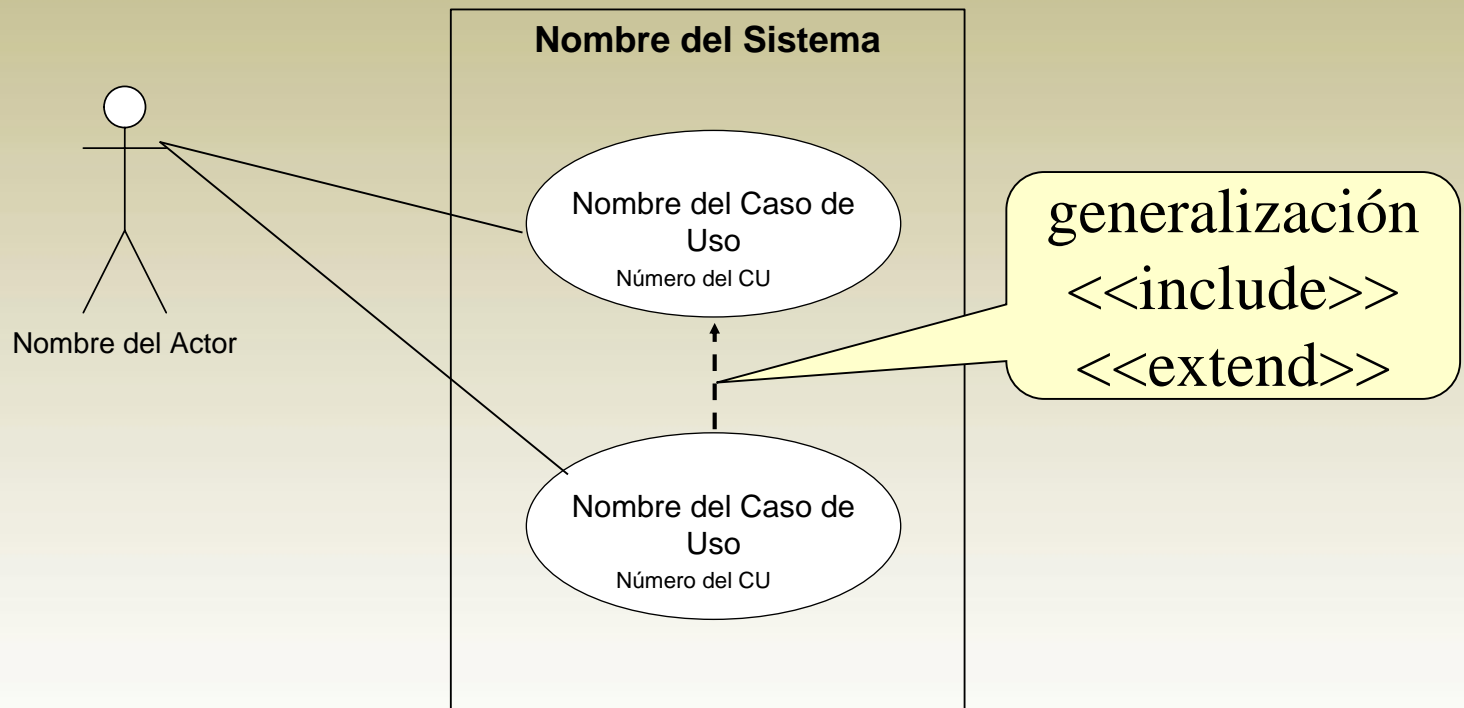 Nombre del Sistema
Nombre del Caso de
Uso
Número del CU
generalización
<<include>>
<<extend>>
Nombre del Actor
Nombre del Caso de
Uso
Número del CU